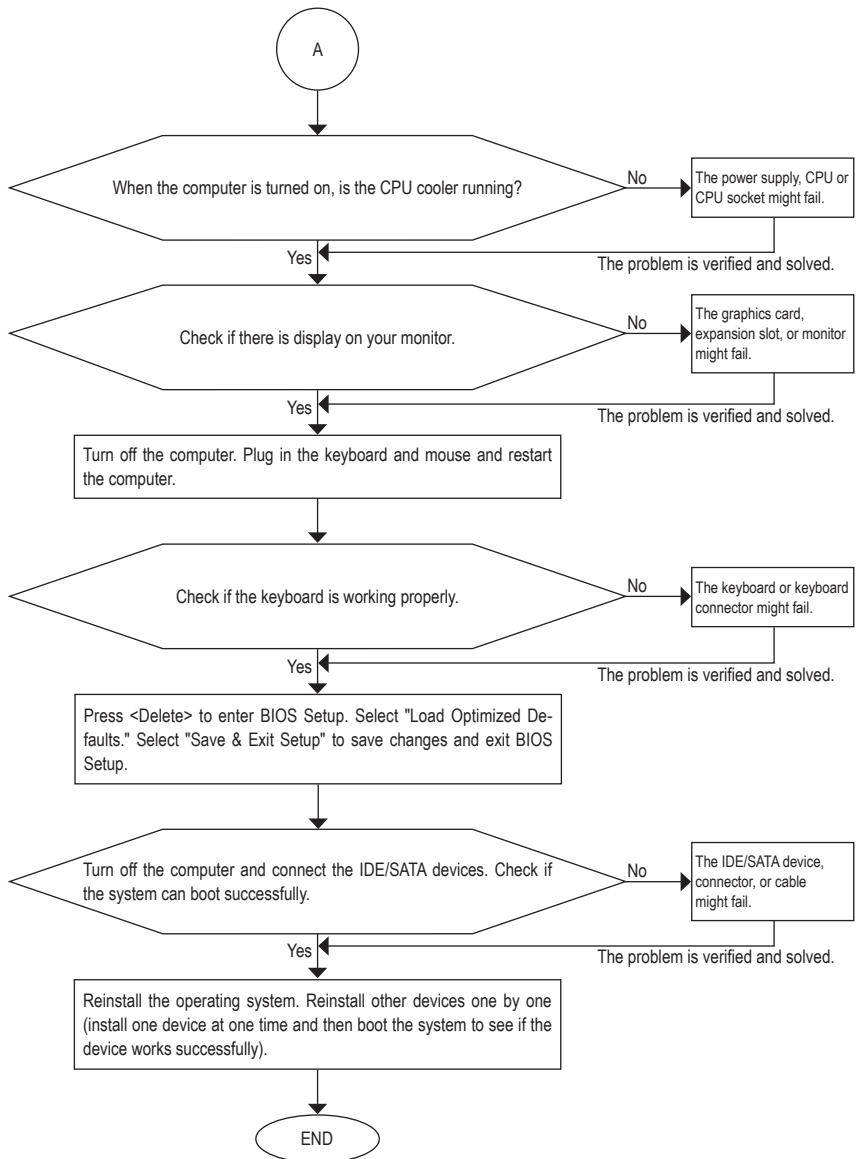 A
When the computer is turned on, is the CPU cooler running?
No
The power supply, CPU or
CPU socket might fail.
Yes
The problem is verified and solved.
Check if there is display on your monitor.
No
The graphics card,
expansion slot, or monitor
might fail.
Yes
The problem is verified and solved.
Turn off the computer. Plug in the keyboard and mouse and restart
the computer.
Check if the keyboard is working properly.
No
The keyboard or keyboard
connector might fail.
Yes
The problem is verified and solved.
Press <Delete> to enter BIOS Setup. Select "Load Optimized De-
faults." Select "Save & Exit Setup" to save changes and exit BIOS
Setup.
Turn off the computer and connect the IDE/SATA devices. Check if
the system can boot successfully.
No
The IDE/SATA device,
connector, or cable
might fail.
Yes
The problem is verified and solved.
Reinstall the operating system. Reinstall other devices one by one
(install one device at one time and then boot the system to see if the
device works successfully).
END